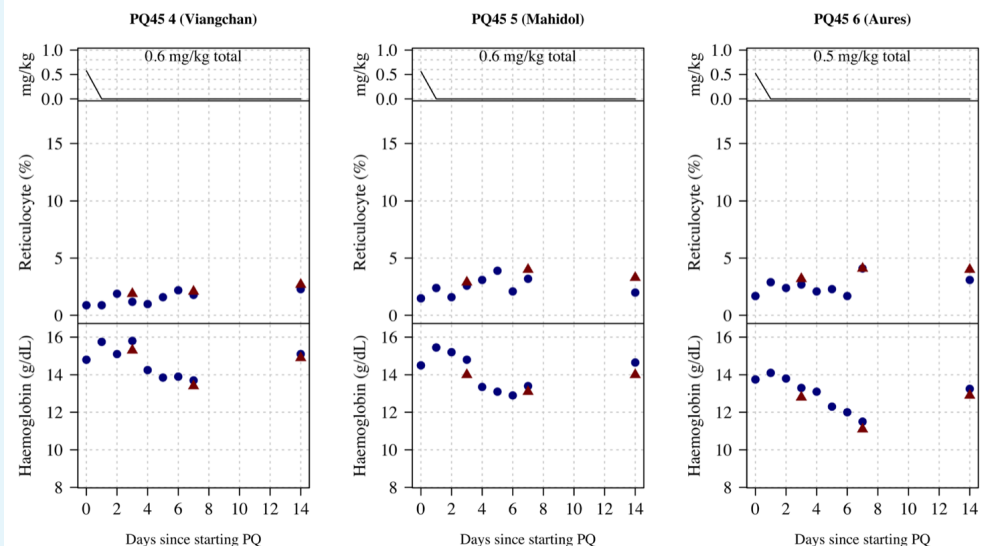 PQ45 4 (Viangchan)
mg/kg
1.0
0.5
0.0
0.6 mg/kg total
Reticulocyte (%)
15
10
5
0
Haemoglobin (g/dL)
16
14
12
10
8
0 2 4 6 8 10 12 14
Days since starting PQ
PQ45 5 (Mahidol)
mg/kg
1.0
0.5
0.0
0.6 mg/kg total
Reticulocyte (%)
15
10
5
0
Haemoglobin (g/dL)
16
14
12
10
8
0 2 4 6 8 10 12 14
Days since starting PQ
PQ45 6 (Aures)
mg/kg
1.0
0.5
0.0
0.5 mg/kg total
Reticulocyte (%)
15
10
5
0
Haemoglobin (g/dL)
16
14
12
10
8
0 2 4 6 8 10 12 14
Days since starting PQ